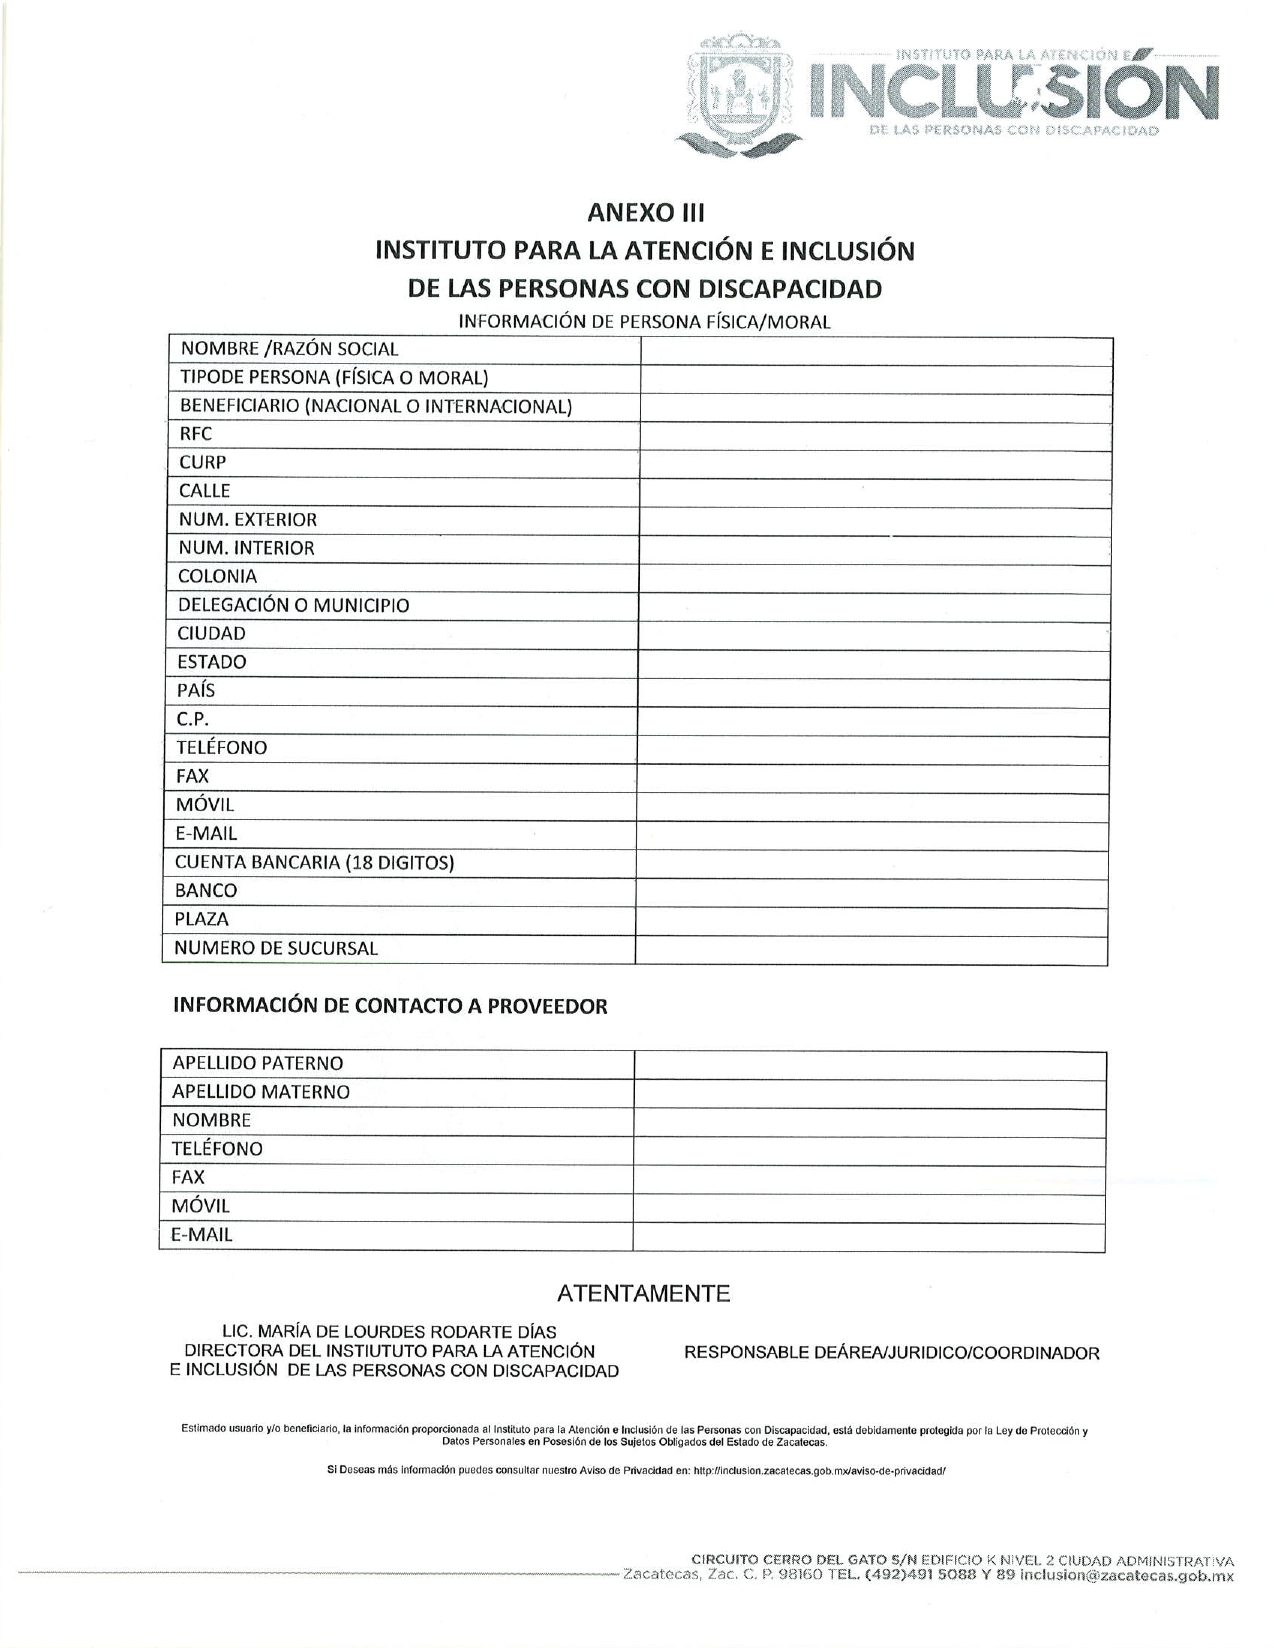 INSTITUTO PARA LA ATENCIÓN E
INCLUSIÓN
DE LAS PERSONAS CON DISCAPACIDAD
ANEXO III
INSTITUTO PARA LA ATENCIÓN E INCLUSIÓN
DE LAS PERSONAS CON DISCAPACIDAD
INFORMACIÓN DE PERSONA FÍSICA/MORAL
NOMBRE /RAZÓN SOCIAL
TIPODE PERSONA (FÍSICA O MORAL)
BENEFICIARIO (NACIONAL O INTERNACIONAL)
RFC
CURP
CALLE
NUM. EXTERIOR
NUM. INTERIOR
COLONIA
DELEGACIÓN O MUNICIPIO
CIUDAD
ESTADO
PAÍS
C.P.
TELÉFONO
FAX
MÓVIL
E-MAIL
CUENTA BANCARIA (18 DIGITOS)
BANCO
PLAZA
NUMERO DE SUCURSAL
INFORMACIÓN DE CONTACTO A PROVEEDOR
APELLIDO PATERNO
APELLIDO MATERNO
NOMBRE
TELÉFONO
FAX
MÓVIL
E-MAIL
ATENTAMENTE
LIC. MARÍA DE LOURDES RODARTE DÍAS
DIRECTORA DEL INSTIUTUTO PARA LA ATENCIÓN
E INCLUSIÓN DE LAS PERSONAS CON DISCAPACIDAD
RESPONSABLE DEÁREA/JURIDICO/COORDINADOR
Estimado usuario y/o beneficiario, la información proporcionada al Instituto para la Atención e Inclusión de las Personas con Discapacidad, está debidamente protegida por la Ley de Protección y
Datos Personales en Posesión de los Sujetos Obligados del Estado de Zacatecas.
Si Deseas más información puedes consultar nuestro Aviso de Privacidad en: http://inclusion.zacatecas.gob.mx/aviso-de-privacidad/
CIRCUITO CERRO DEL GATO S/N EDIFICIO K NIVEL 2 CIUDAD ADMINISTRATIVA
Zacatecas, Zac. C. P. 98160 TEL. (492)491 5088 Y 89 inclusion@zacatecas.gob.mx